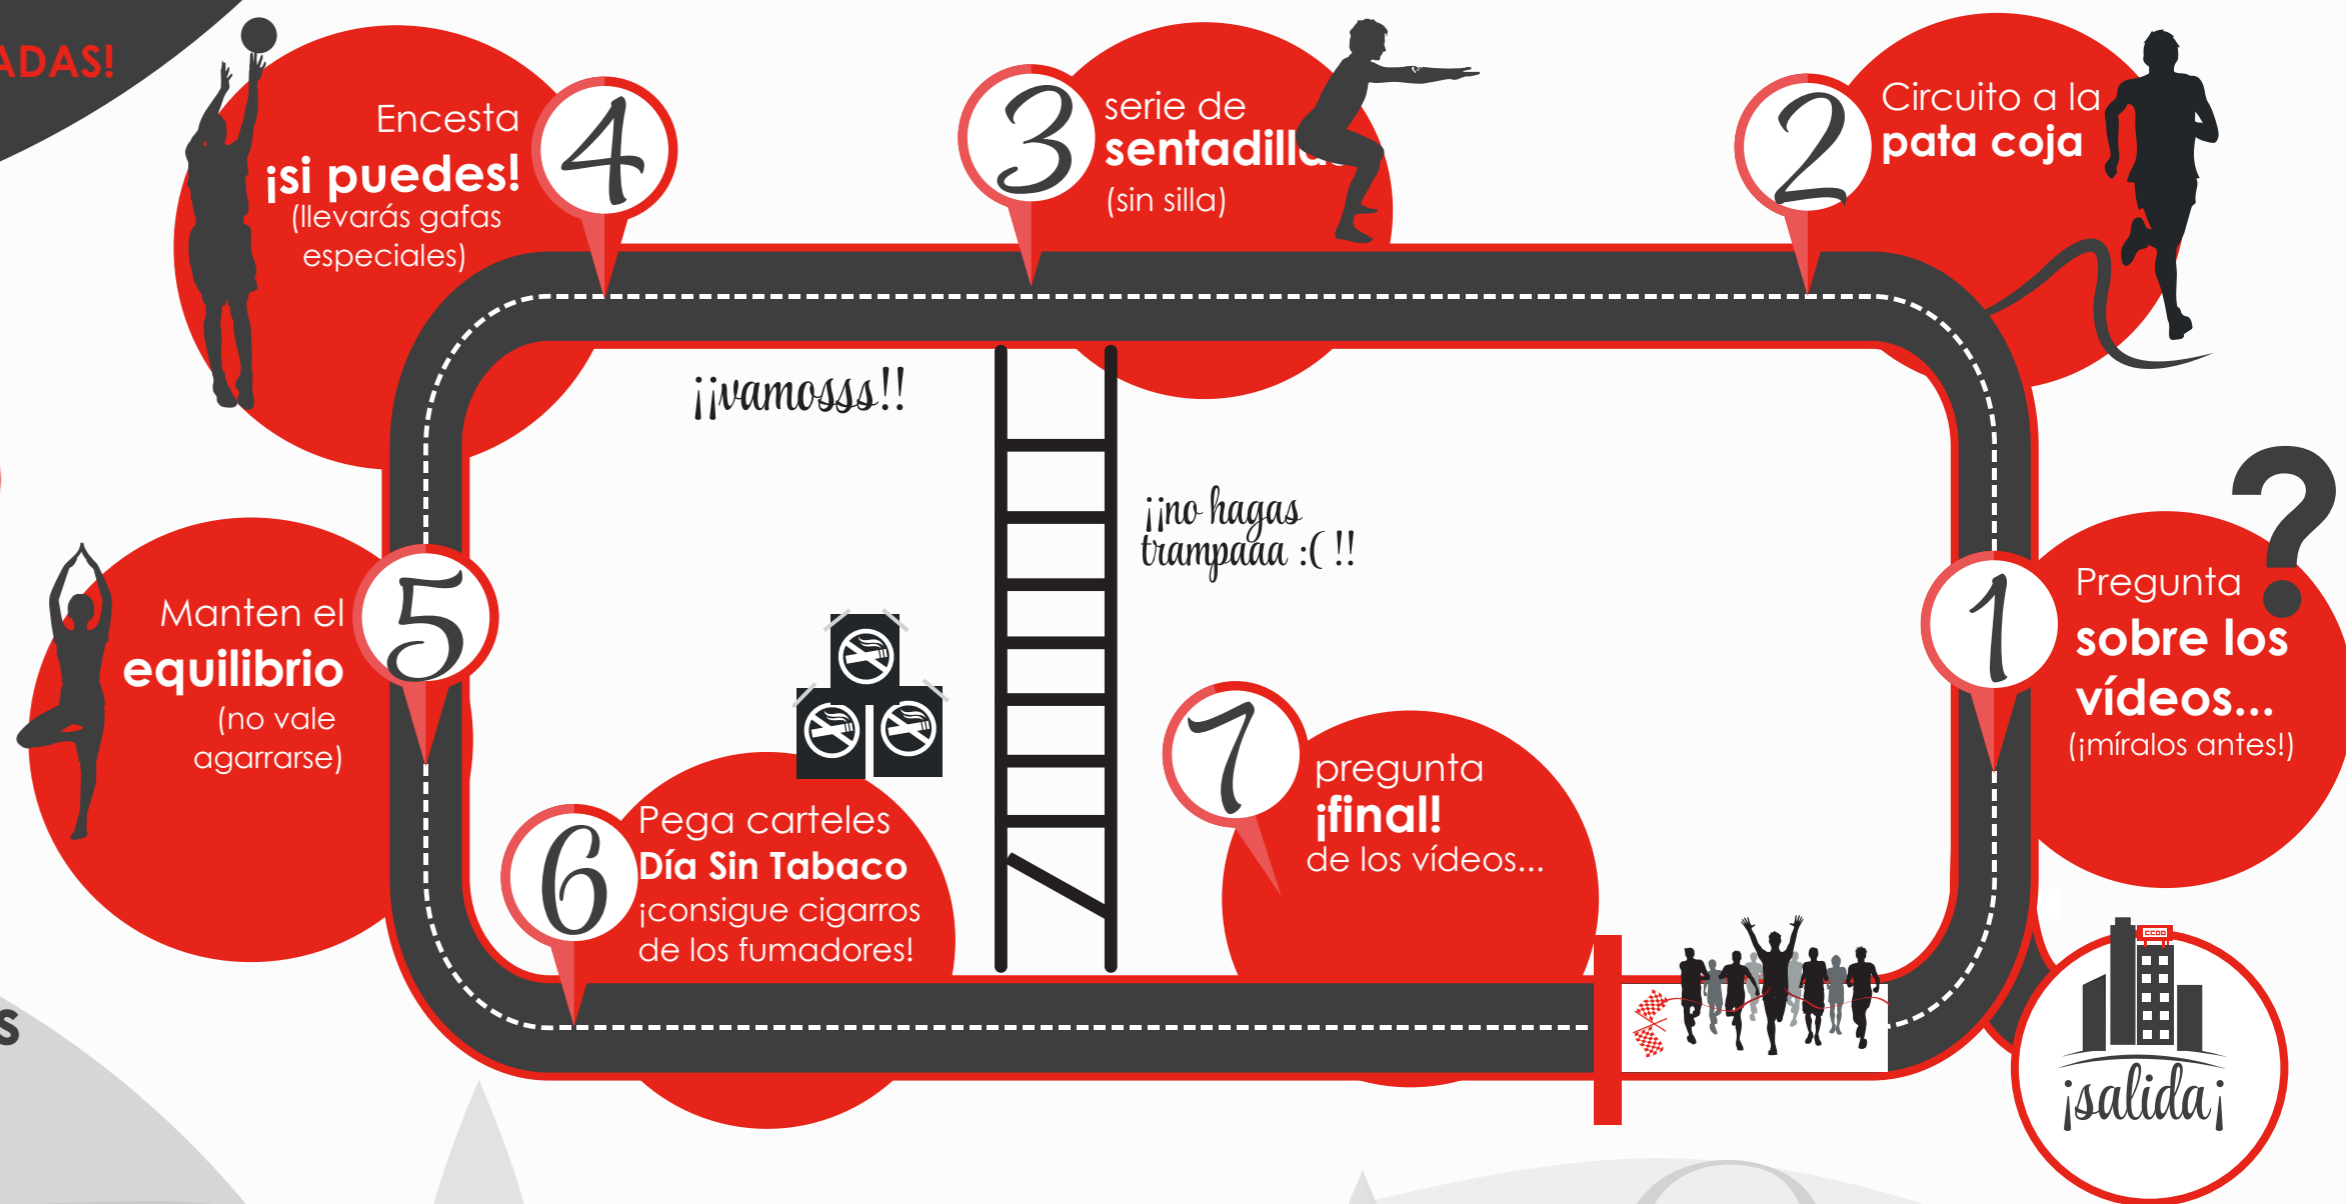 ADAS!
Encesta
¡si puedes!
(llevarás gafas
especiales)
4
3
serie de
(sin silla)
2
Circuito a la
pata coja
¡¡vamosss!!
¡¡no hagas
trampaaa :( !!
Manten el
equilibrio
(no vale
agarrarse)
5
1
Pregunta
sobre los
vídeos...
(¡míralos antes!)
6
Pega carteles
Día Sin Tabaco
¡consigue cigarros
de los fumadores!
7
pregunta
¡final!
de los vídeos...
CCOO
¡salida¡
S